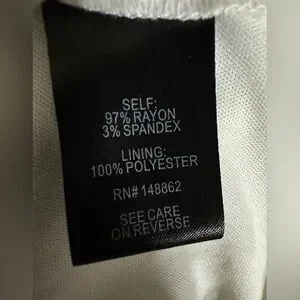 SELF:
97% RAYON
3% SPANDEX
LINING:
100% POLYESTER
RN# 148862
SEE CARE
ON REVERSE